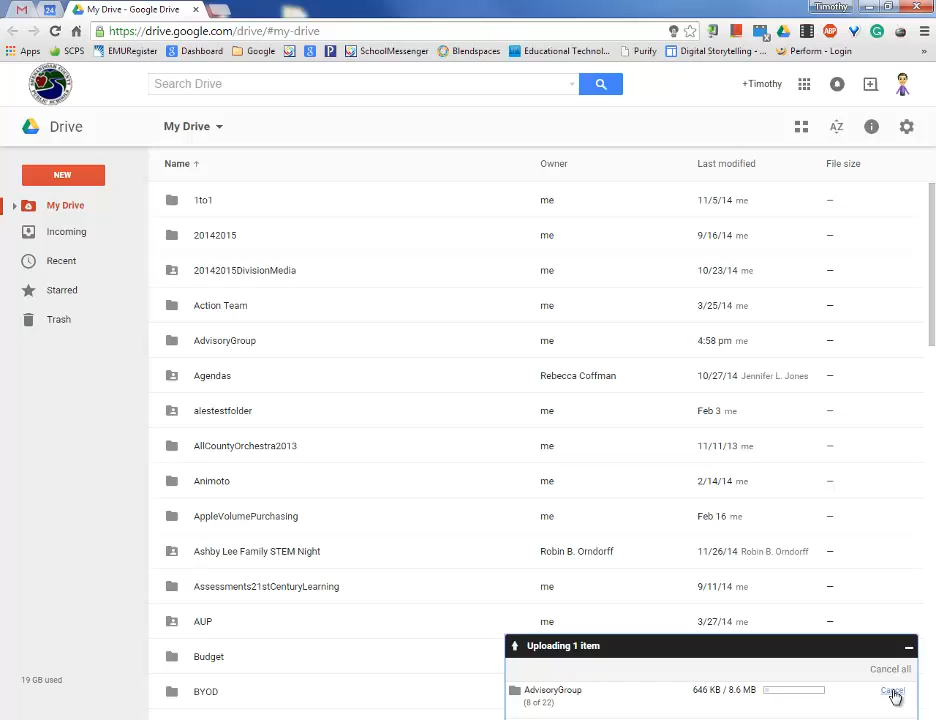 Timothy
24
My Drive - Google Drive
https://drive.google.com/drive/#my-drive
Apps SCPS EMURegister Dashboard Google SchoolMessenger Blendspaces Educational Technol... Purify Digital Storytelling - ... Perform - Login »
Search Drive
+Timothy
Drive
My Drive
AZ
NEW
Name Owner Last modified File size
My Drive
Incoming
Recent
Starred
Trash
19 GB used
1to1 me 11/5/14 me –
20142015 me 9/16/14 me –
20142015DivisionMedia me 10/23/14 me –
Action Team me 3/25/14 me –
AdvisoryGroup me 4:58 pm me –
Agendas Rebecca Coffman 10/27/14 Jennifer L. Jones –
alestestfolder me Feb 3 me –
AllCountyOrchestra2013 me 11/11/13 me –
Animoto me 2/14/14 me –
AppleVolumePurchasing me Feb 16 me –
Ashby Lee Family STEM Night Robin B. Orndorff 11/26/14 Robin B. Orndorff –
Assessments21stCenturyLearning me 9/11/14 me –
AUP me 3/27/14 me –
Budget
BYOD
Uploading 1 item
Cancel all
AdvisoryGroup 646 KB / 8.6 MB Cancel
(8 of 22)